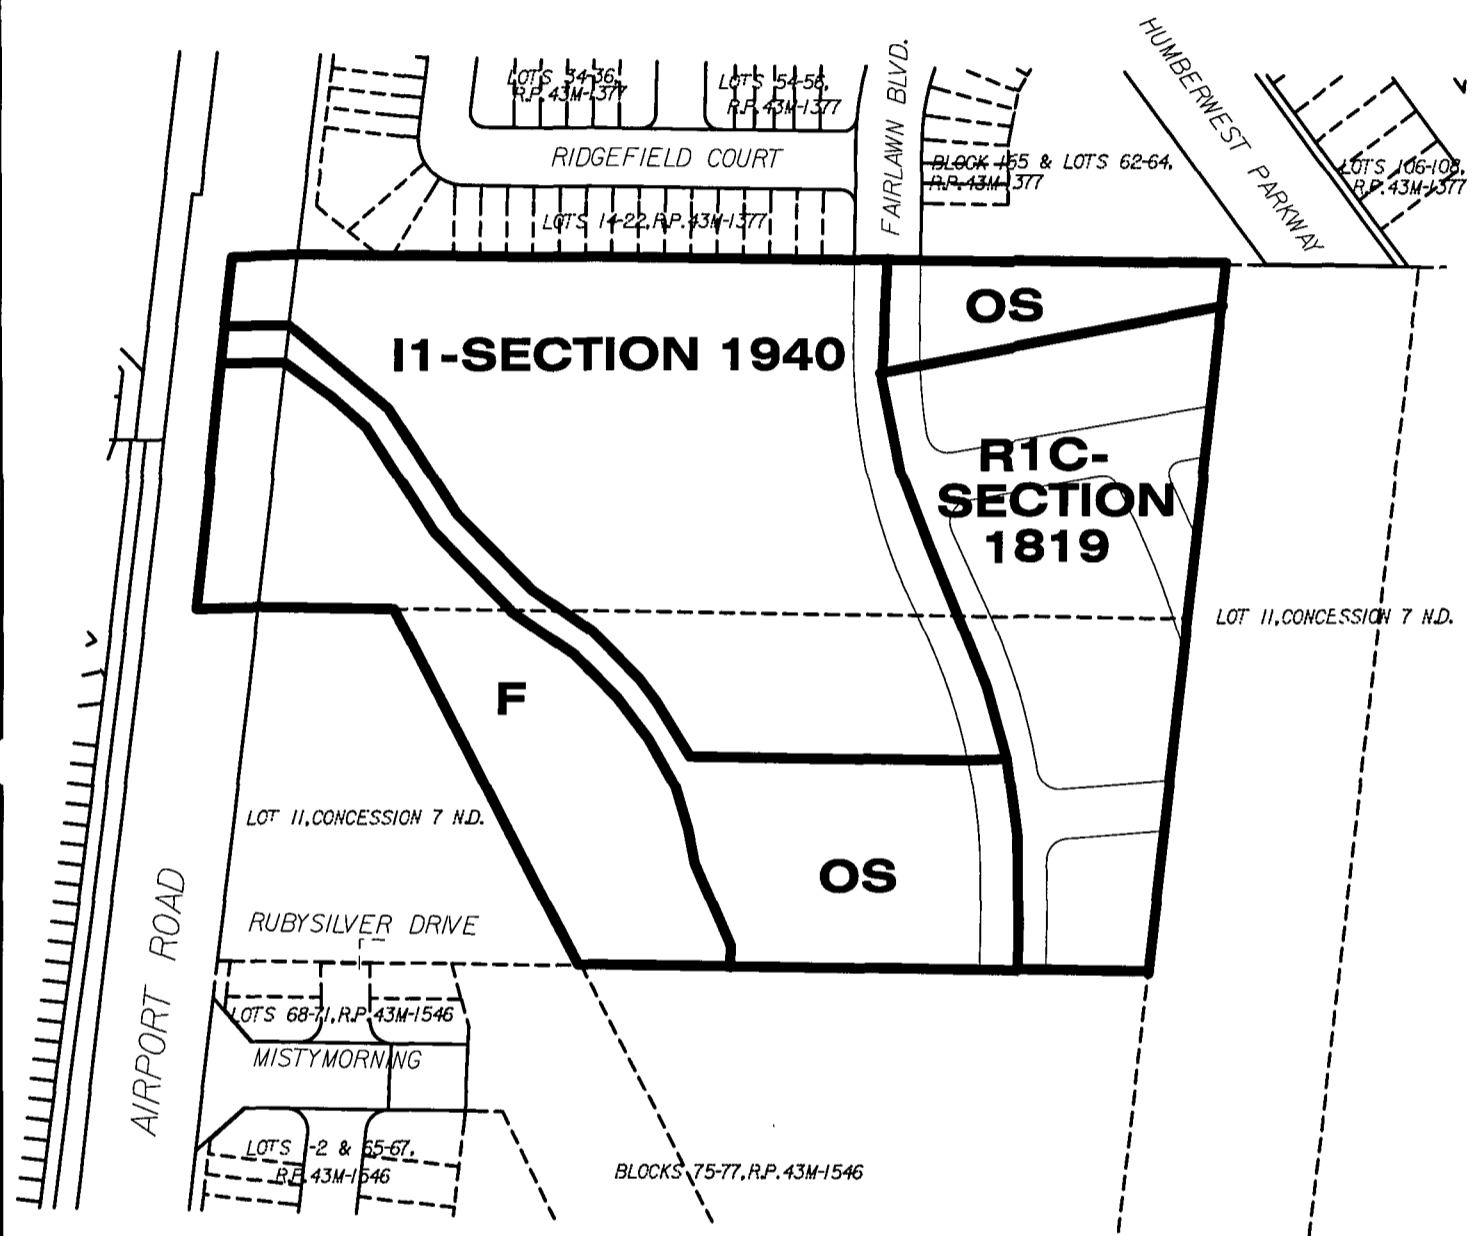 HUMBERWEST PARKWAY
FAIRLAWN BLVD.
LOTS 34-36,
R.P. 43M-1377
LOTS 54-56,
R.P. 43M-1377
RIDGEFIELD COURT
BLOCK 155 & LOTS 62-64,
R.P. 43M-1377
LOTS 106-108,
R.P. 43M-1377
LOTS 14-22, R.P. 43M-1377
OS
I1-SECTION 1940
R1C-
SECTION
1819
LOT 11, CONCESSION 7 N.D.
F
LOT 11, CONCESSION 7 N.D.
OS
RUBYSILVER DRIVE
AIRPORT ROAD
LOTS 68-71, R.P. 43M-1546
MISTYMORNING
LOTS -2 & 65-67,
R.P. 43M-1546
BLOCKS 75-77, R.P. 43M-1546